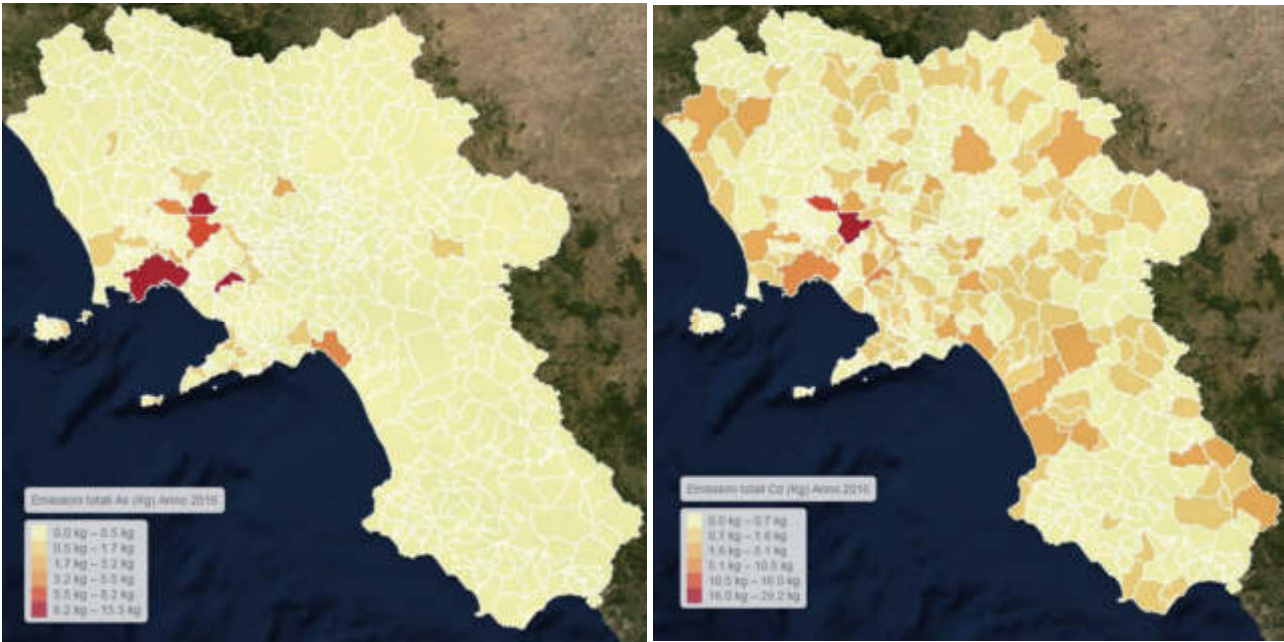 Emissioni totali As (Kg) Anno 2016
0.0 kg – 0.5 kg
0.5 kg – 1.7 kg
1.7 kg – 3.2 kg
3.2 kg – 5.5 kg
5.5 kg – 8.2 kg
8.2 kg – 13.3 kg
Emissioni totali Cd (Kg) Anno 2016
0.0 kg – 0.7 kg
0.7 kg – 1.6 kg
1.6 kg – 5.1 kg
5.1 kg – 10.5 kg
10.5 kg – 16.0 kg
16.0 kg – 29.2 kg